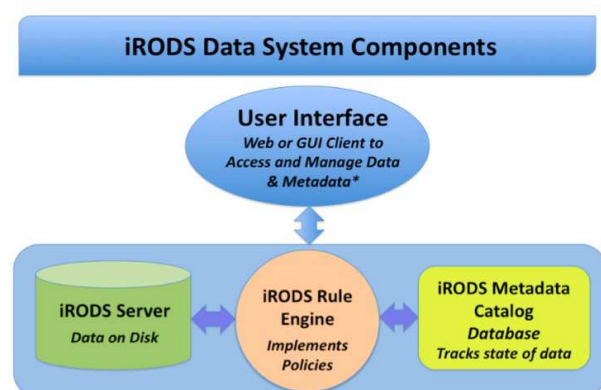 iRODS Data System Components
User Interface
Web or GUI Client to
Access and Manage Data
& Metadata*
iRODS Server
Data on Disk
iRODS Rule
Engine
Implements
Policies
iRODS Metadata
Catalog
Database
Tracks state of data